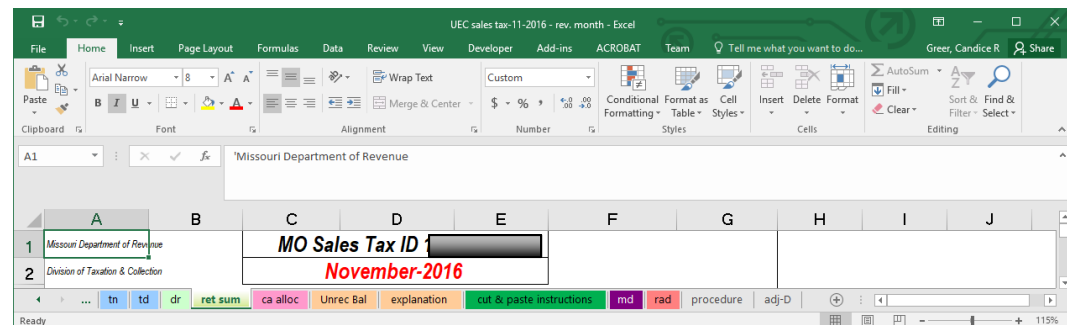 UEC sales tax-11-2016 - rev. month - Excel
File Home Insert Page Layout Formulas Data Review View Developer Add-ins ACROBAT Team Tell me what you want to do... Greer, Candice R Share
Paste
Arial Narrow 8
Wrap Text
Custom
Conditional Formatting
Format as Table
Cell Styles
Insert Delete Format
AutoSum
Fill
Clear
Sort & Filter
Find & Select
B I U
Merge & Center
$ % , .0 .00 .00 .0
Clipboard Font Alignment Number Styles Cells Editing
A1 fx 'Missouri Department of Revenue
A B C D E F G H I J
1 Missouri Department of Revenue MO Sales Tax ID
2 Division of Taxation & Collection November-2016
... tn td dr ret sum ca alloc Unrec Bal explanation cut & paste instructions md rad procedure adj-D
Ready 115%